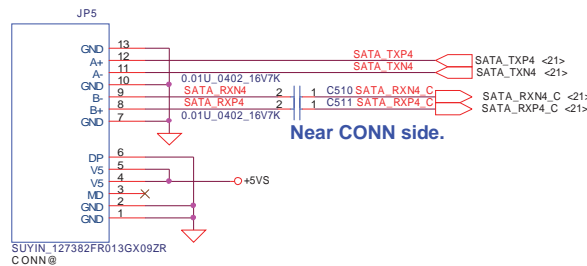 JP5
GND 13
A+ 12 SATA_TXP4 SATA_TXP4 <21>
A- 11 SATA_TXN4 SATA_TXN4 <21>
GND 10 0.01U_0402_16V7K
B- 9 SATA_RXN4 2 1 C510 SATA_RXN4_C SATA_RXN4_C <21>
B+ 8 SATA_RXP4 2 1 C511 SATA_RXP4_C SATA_RXP4_C <21>
GND 7 0.01U_0402_16V7K
Near CONN side.
DP 6
V5 5
V5 4 +5VS
MD 3
GND 2
GND 1
SUYIN_127382FR013GX09ZR
CONN@